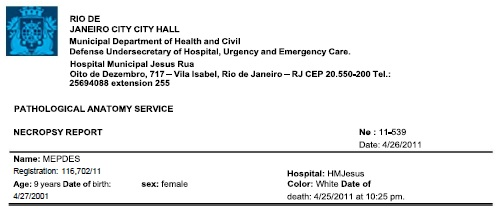 RIO DE
JANEIRO CITY CITY HALL
Municipal Department of Health and Civil
Defense Undersecretary of Hospital, Urgency and Emergency Care.
Hospital Municipal Jesus Rua
Oito de Dezembro, 717 – Vila Isabel, Rio de Janeiro – RJ CEP 20.550-200 Tel.:
25694088 extension 255
PATHOLOGICAL ANATOMY SERVICE
NECROPSY REPORT
Ne : 11-539
Date: 4/26/2011
Name: MEPDES
Registration: 116,702/11
Age: 9 years Date of birth:
4/27/2001
sex: female
Hospital: HMJesus
Color: White Date of
death: 4/25/2011 at 10:25 pm.